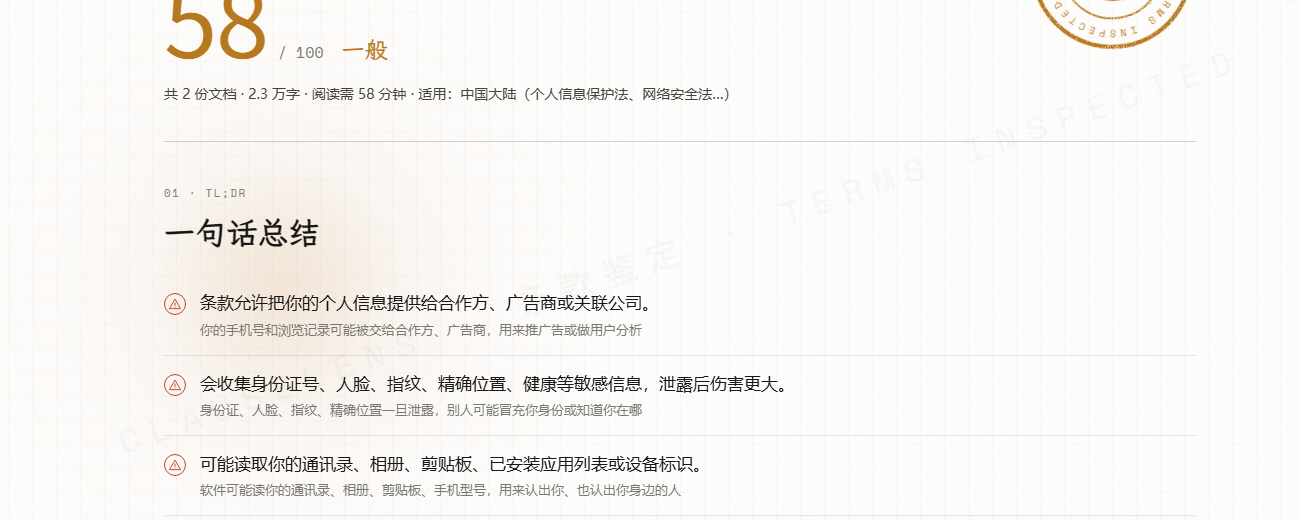 58 / 100 一般
TERMS INSPECTED
共 2 份文档 · 2.3 万字 · 阅读需 58 分钟 · 适用：中国大陆（个人信息保护法、网络安全法…）
01 · TL;DR
一句话总结
条款允许把你的个人信息提供给合作方、广告商或关联公司。
你的手机号和浏览记录可能被交给合作方、广告商，用来推广告或做用户分析
会收集身份证号、人脸、指纹、精确位置、健康等敏感信息，泄露后伤害更大。
身份证、人脸、指纹、精确位置一旦泄露，别人可能冒充你身份或知道你在哪
可能读取你的通讯录、相册、剪贴板、已安装应用列表或设备标识。
软件可能读你的通讯录、相册、剪贴板、手机型号，用来认出你、也认出你身边的人